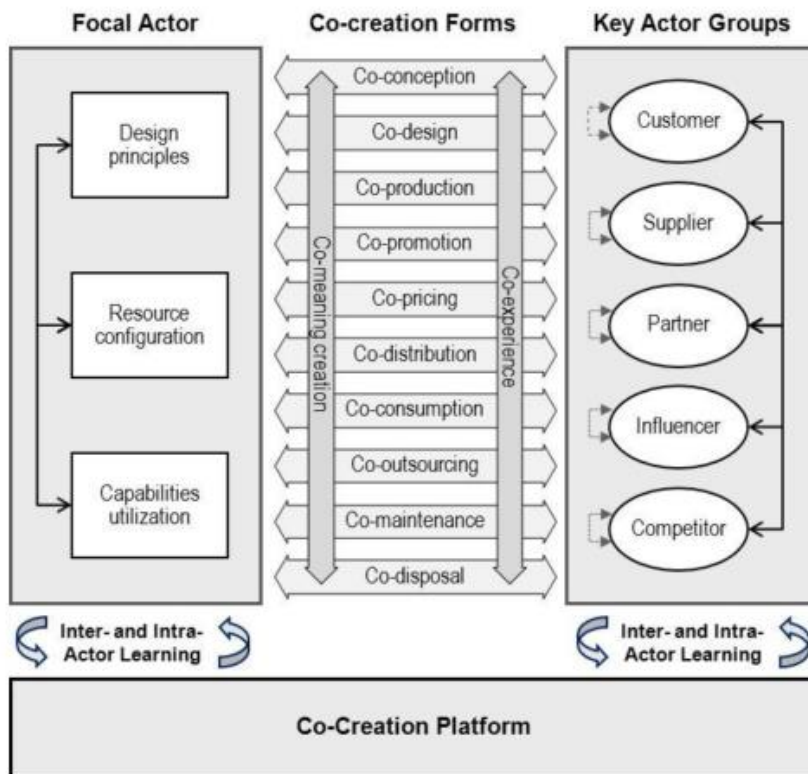 Focal Actor
Co-creation Forms
Key Actor Groups
Design
principles
Resource
configuration
Capabilities
utilization
Co-conception
Co-design
Co-production
Co-promotion
Co-pricing
Co-distribution
Co-consumption
Co-outsourcing
Co-maintenance
Co-disposal
Co-meaning creation
Co-experience
Customer
Supplier
Partner
Influencer
Competitor
Inter- and Intra-
Actor Learning
Inter- and Intra-
Actor Learning
Co-Creation Platform